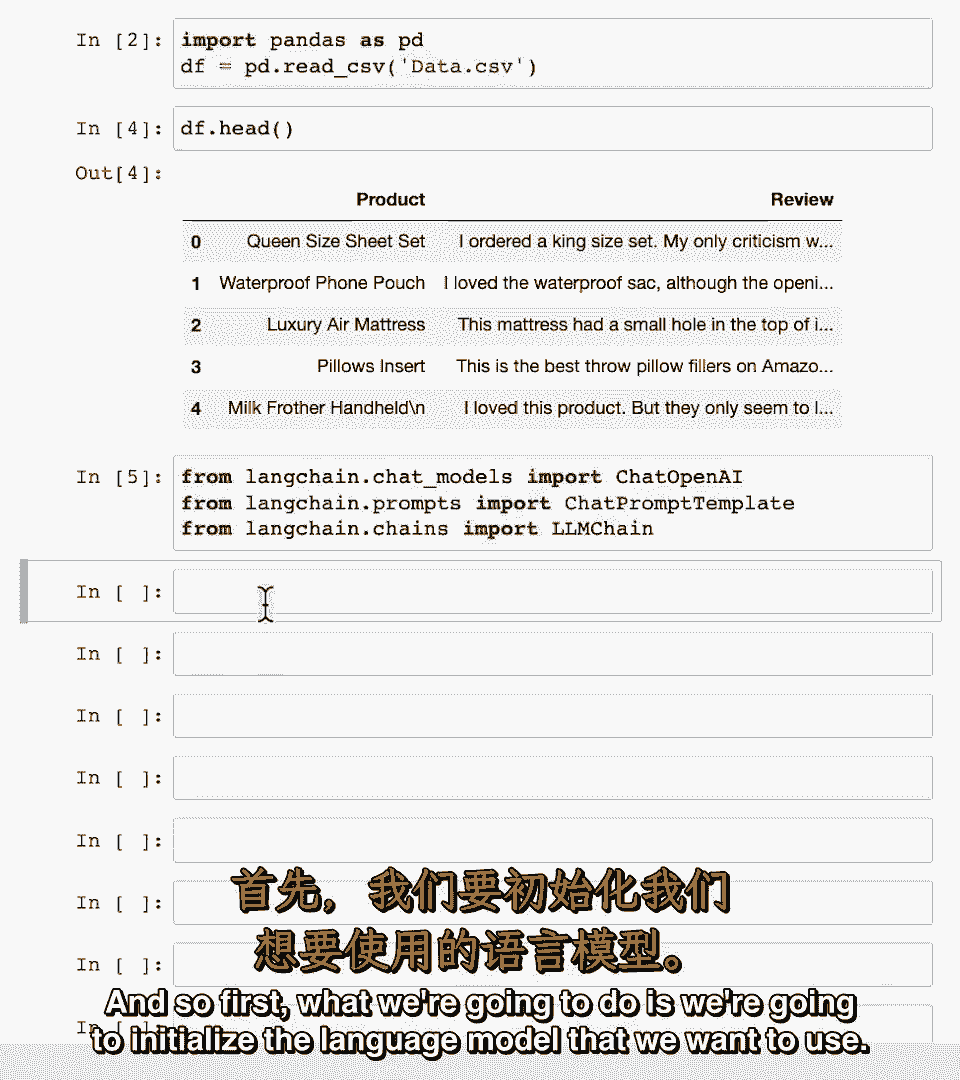 In [2]: import pandas as pd
df = pd.read_csv('Data.csv')
In [4]: df.head()
Out[4]:
Product Review
0 Queen Size Sheet Set I ordered a king size set. My only criticism w...
1 Waterproof Phone Pouch I loved the waterproof sac, although the openi...
2 Luxury Air Mattress This mattress had a small hole in the top of i...
3 Pillows Insert This is the best throw pillow fillers on Amazo...
4 Milk Frother Handheld\n I loved this product. But they only seem to l...
In [5]: from langchain.chat_models import ChatOpenAI
from langchain.prompts import ChatPromptTemplate
from langchain.chains import LLMChain
In [ ]:
In [ ]:
In [ ]:
In [ ]:
In [ ]:
In [ ]:
首先，我们要初始化我们
In [ ]:
想要使用的语言模型。
And so first, what we're going to do is we're going
to initialize the language model that we want to use.